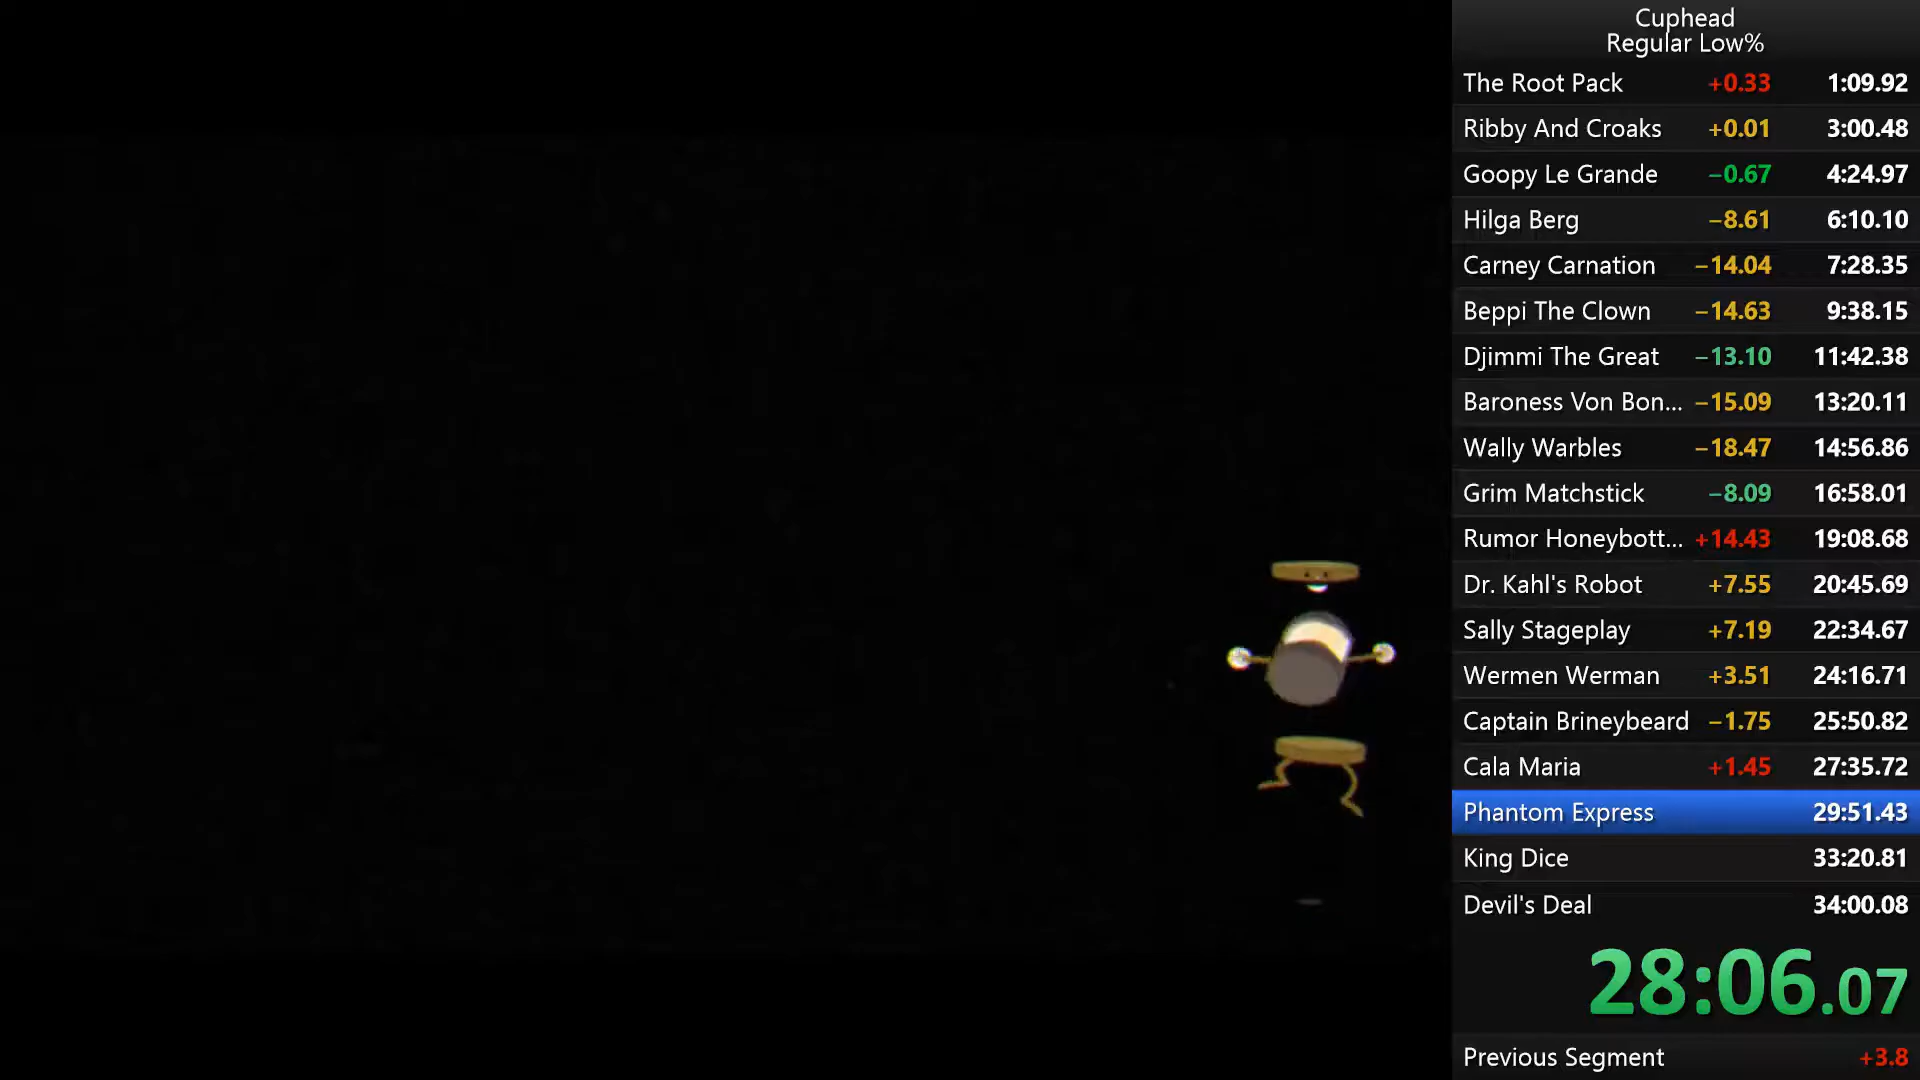 Cuphead
Regular Low%
The Root Pack +0.33 1:09.92
Ribby And Croaks +0.01 3:00.48
Goopy Le Grande −0.67 4:24.97
Hilga Berg −8.61 6:10.10
Carney Carnation −14.04 7:28.35
Beppi The Clown −14.63 9:38.15
Djimmi The Great −13.10 11:42.38
Baroness Von Bon... −15.09 13:20.11
Wally Warbles −18.47 14:56.86
Grim Matchstick −8.09 16:58.01
Rumor Honeybott... +14.43 19:08.68
Dr. Kahl's Robot +7.55 20:45.69
Sally Stageplay +7.19 22:34.67
Wermen Werman +3.51 24:16.71
Captain Brineybeard −1.75 25:50.82
Cala Maria +1.45 27:35.72
Phantom Express 29:51.43
King Dice 33:20.81
Devil's Deal 34:00.08
28:06.07
Previous Segment +3.8